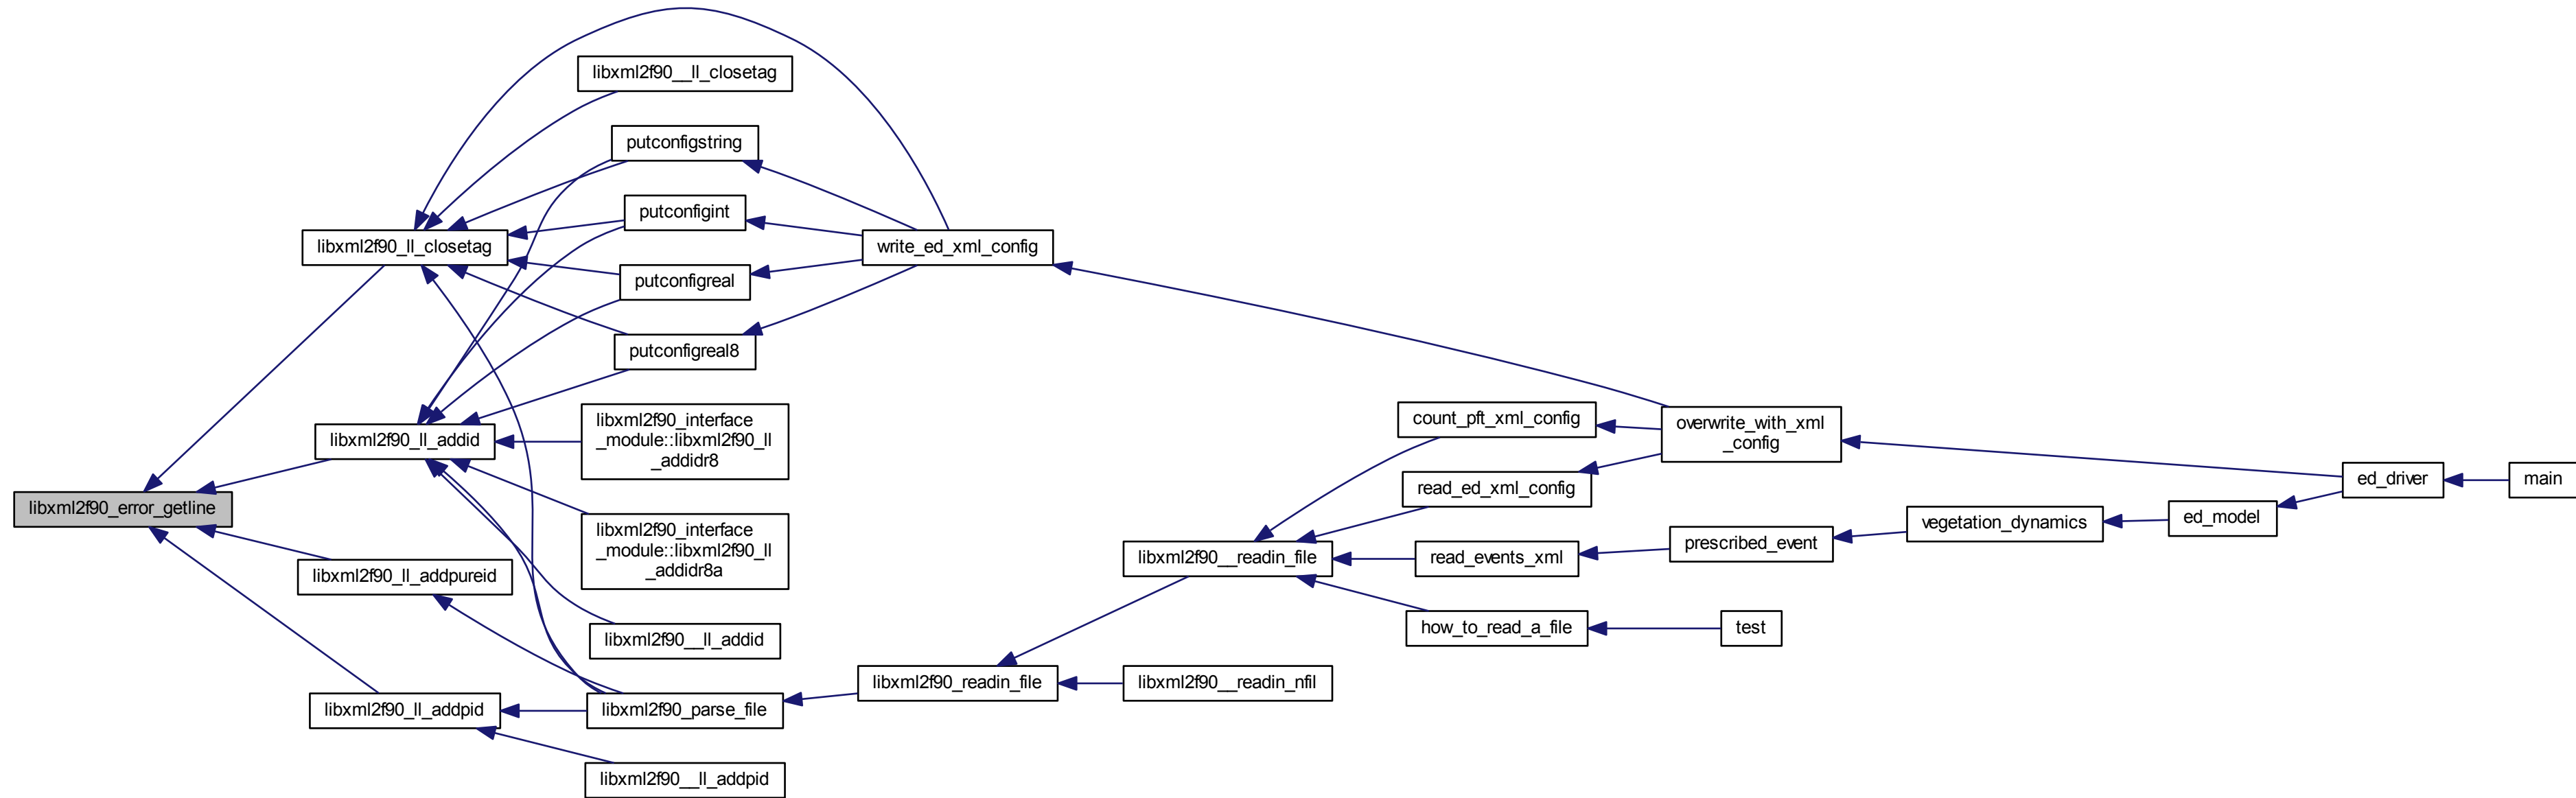 libxml2f90__ll_closetag
putconfigstring
putconfigint
libxml2f90_ll_closetag
write_ed_xml_config
putconfigreal
putconfigreal8
libxml2f90_interface
_module::libxml2f90_ll
_addidr8
libxml2f90_ll_addid
count_pft_xml_config
overwrite_with_xml
_config
read_ed_xml_config
ed_driver
main
libxml2f90_error_getline
libxml2f90_interface
_module::libxml2f90_ll
_addidr8a
vegetation_dynamics
ed_model
prescribed_event
libxml2f90__readin_file
read_events_xml
libxml2f90_ll_addpureid
how_to_read_a_file
test
libxml2f90__ll_addid
libxml2f90_readin_file
libxml2f90__readin_nfil
libxml2f90_ll_addpid
libxml2f90_parse_file
libxml2f90__ll_addpid